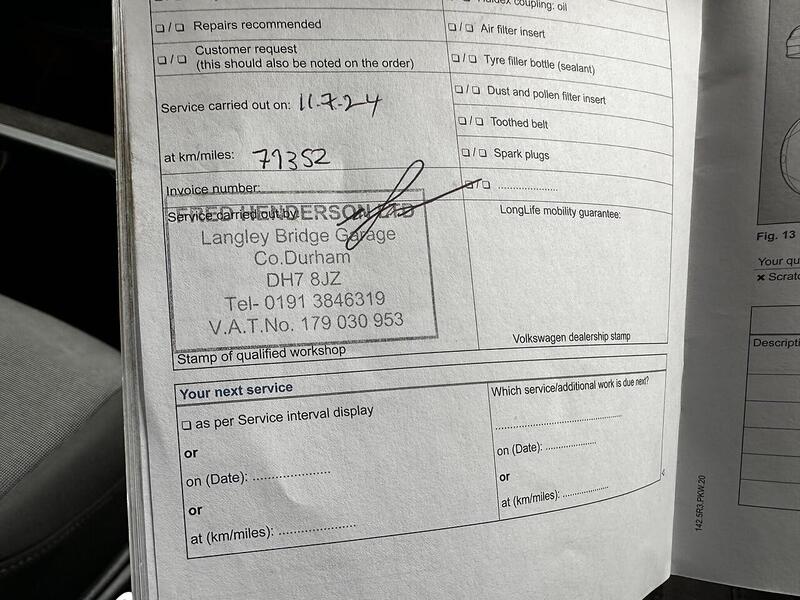 coupling: oil
❏ / ❏ Repairs recommended
❏ / ❏ Air filter insert
❏ / ❏ Customer request
(this should also be noted on the order)
❏ / ❏ Tyre filler bottle (sealant)
Service carried out on: 11.7.24
❏ / ❏ Dust and pollen filter insert
❏ / ❏ Toothed belt
at km/miles: 79352
❏ / ❏ Spark plugs
Invoice number:
❏ / ❏ ....................
Service carried out by
FRED HENDERSON LTD
Langley Bridge Garage
Co.Durham
DH7 8JZ
Tel- 0191 3846319
V.A.T.No. 179 030 953
Stamp of qualified workshop
LongLife mobility guarantee:
Volkswagen dealership stamp
Your next service
❏ as per Service interval display
or
on (Date): ......................
or
at (km/miles): ......................
Which service/additional work is due next?
....................................
on (Date): ..............
or
at (km/miles): ..............
142.5R3.PKW.20
Fig. 13
Your qu
✖ Scratc
Descripti